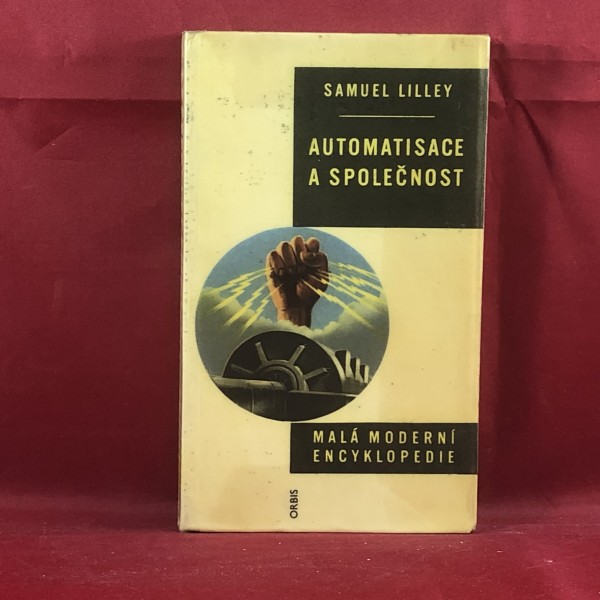 SAMUEL LILLEY
AUTOMATISACE
A SPOLEČNOST
MALÁ MODERNÍ
ENCYKLOPEDIE
ORBIS